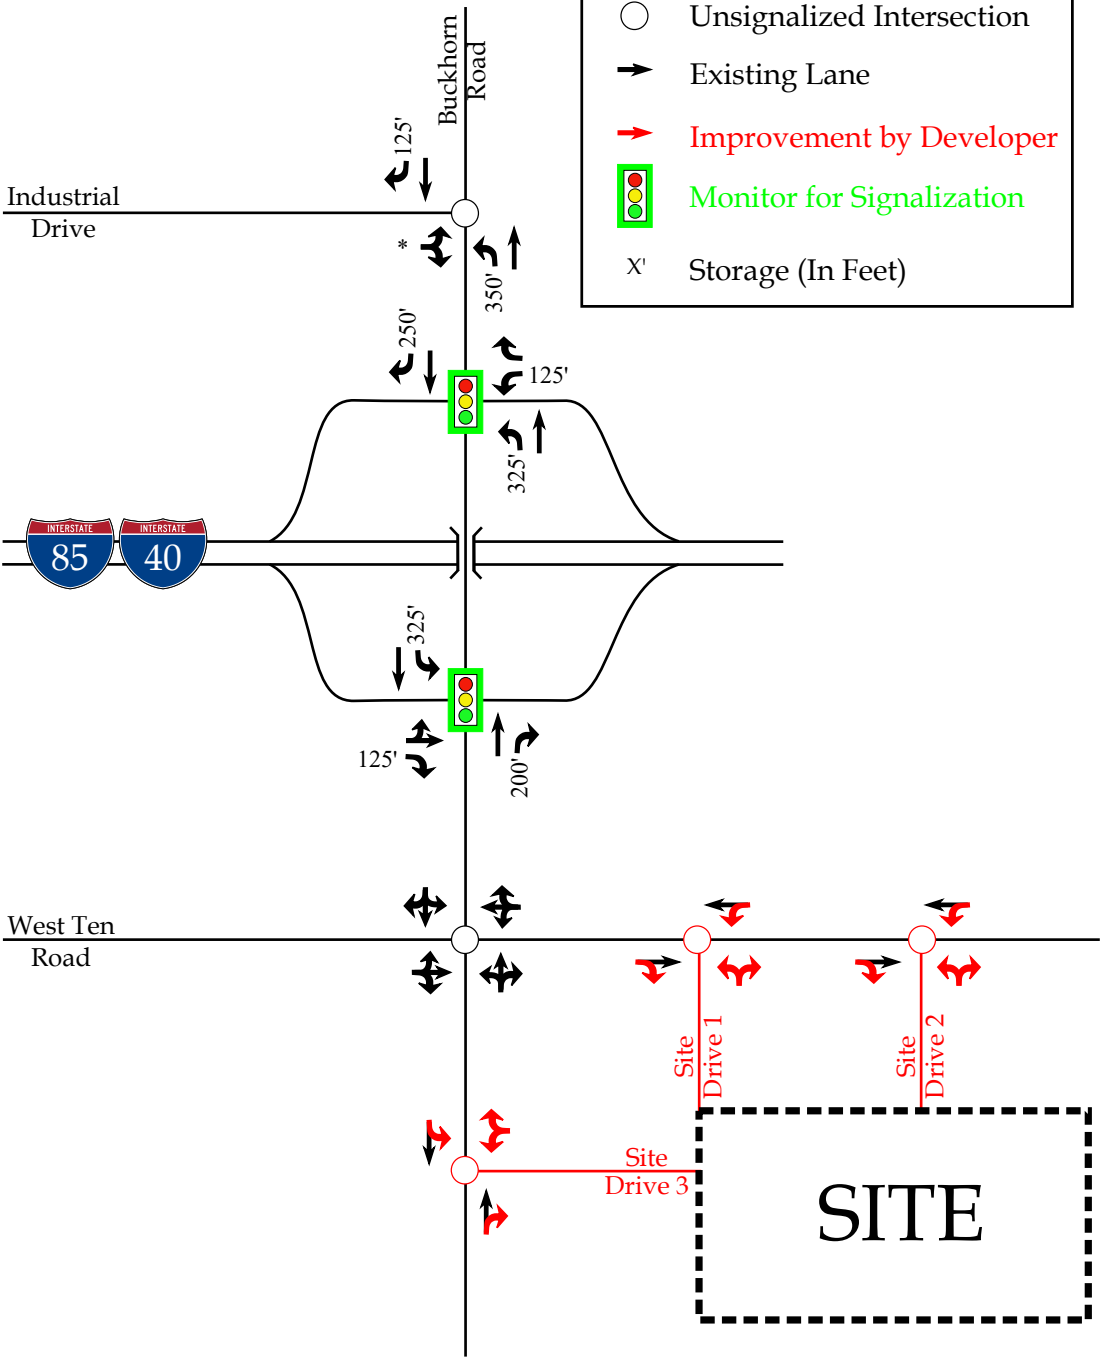 Unsignalized Intersection
Existing Lane
Improvement by Developer
Monitor for Signalization
X' Storage (In Feet)
Buckhorn
Road
125'
Industrial
Drive
*
350'
250'
125'
325'
INTERSTATE
85
INTERSTATE
40
325'
125'
200'
West Ten
Road
Site
Drive 1
Site
Drive 2
Site
Drive 3
SITE